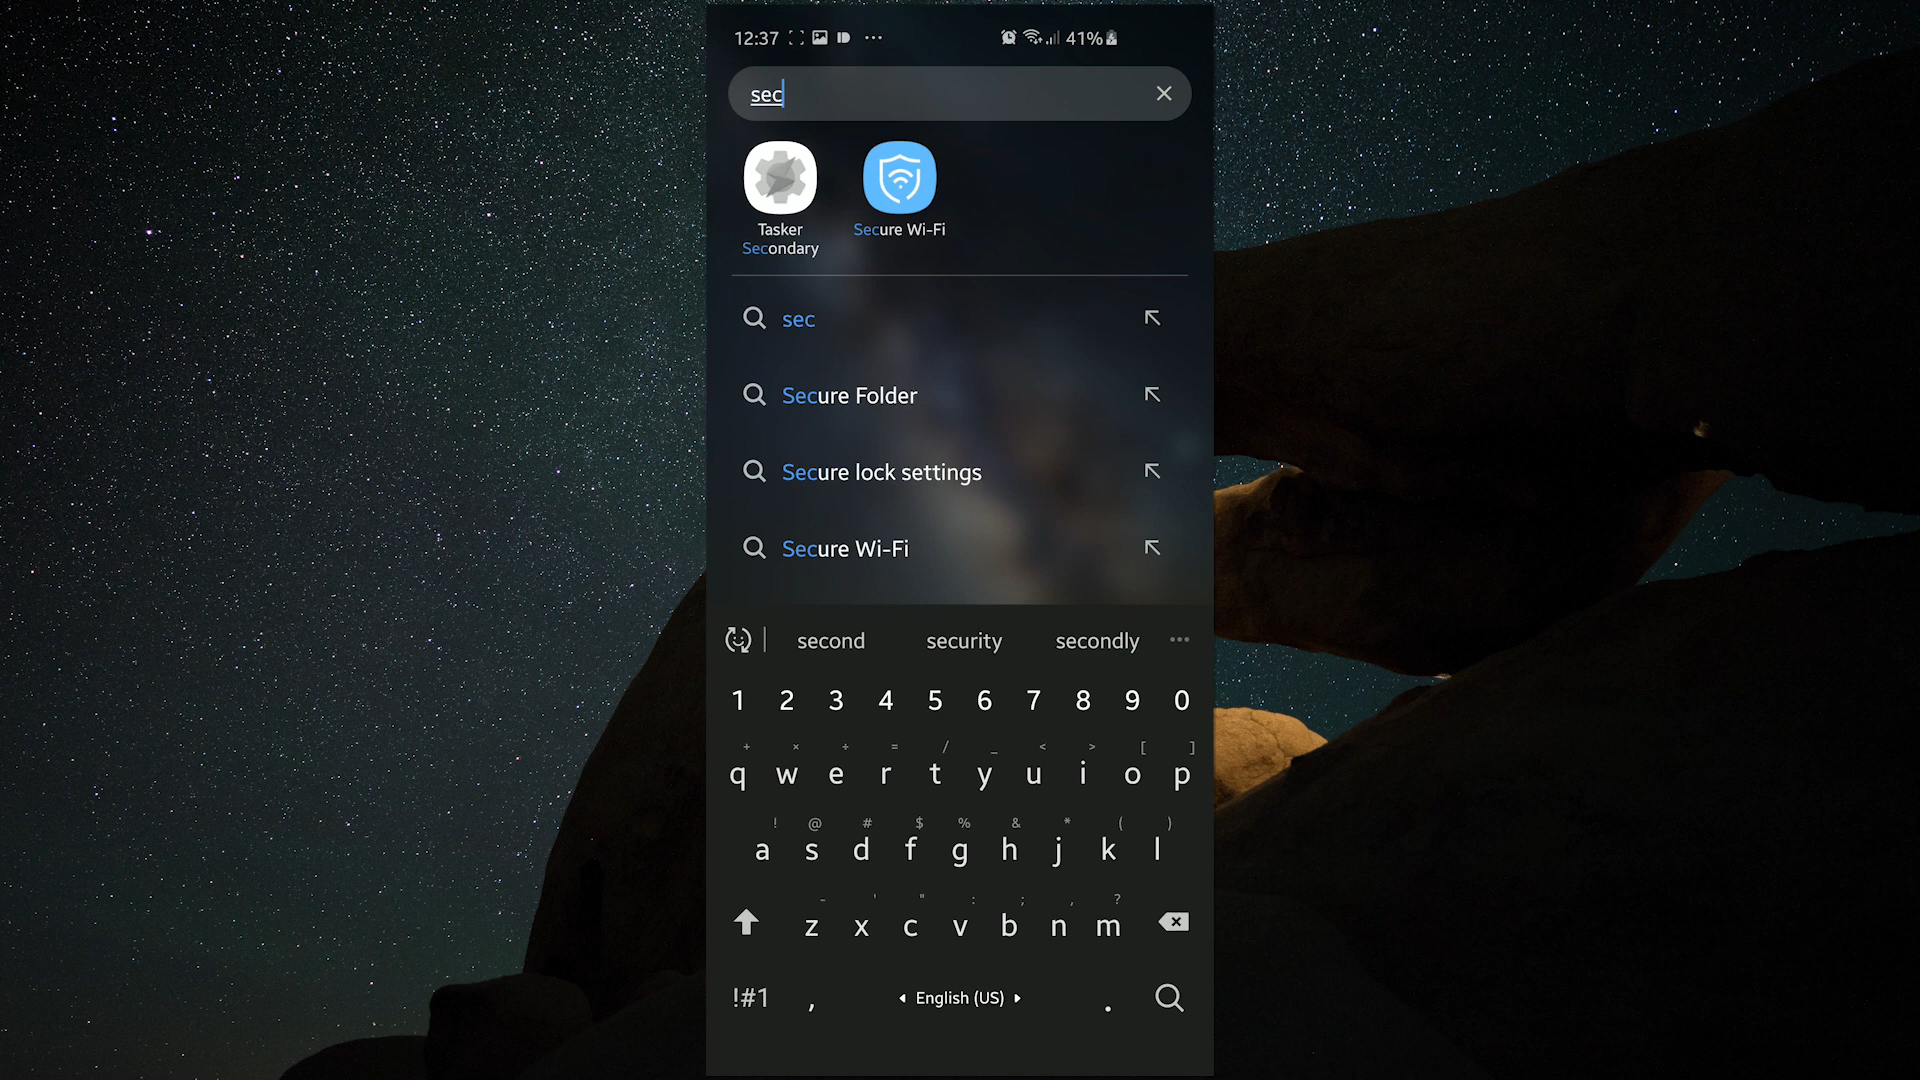 12:37 41%
sec
Tasker
Secondary
Secure Wi-Fi
sec
Secure Folder
Secure lock settings
Secure Wi-Fi
second security secondly
1 2 3 4 5 6 7 8 9 0
+ × ÷ = / _ < > [ ]
q w e r t y u i o p
! @ # $ % & * ( )
a s d f g h j k l
- ' " : ; , ?
z x c v b n m
!#1 , English (US) .